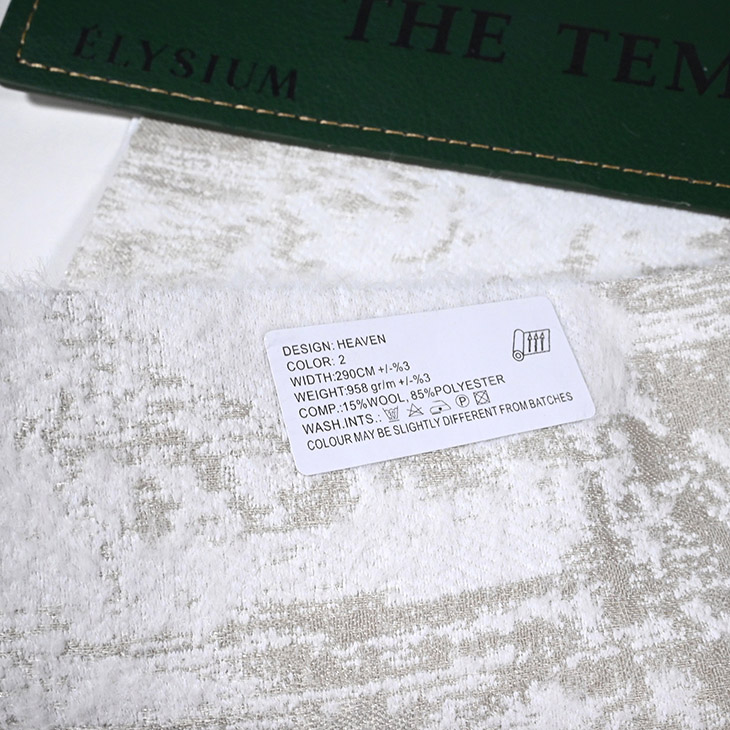 THE TEM
ÉLYSIUM
DESIGN: HEAVEN
COLOR: 2
WIDTH:290CM +/-%3
WEIGHT:958 gr/m +/-%3
COMP.:15%WOOL, 85%POLYESTER
WASH.INTS.:
COLOUR MAY BE SLIGHTLY DIFFERENT FROM BATCHES